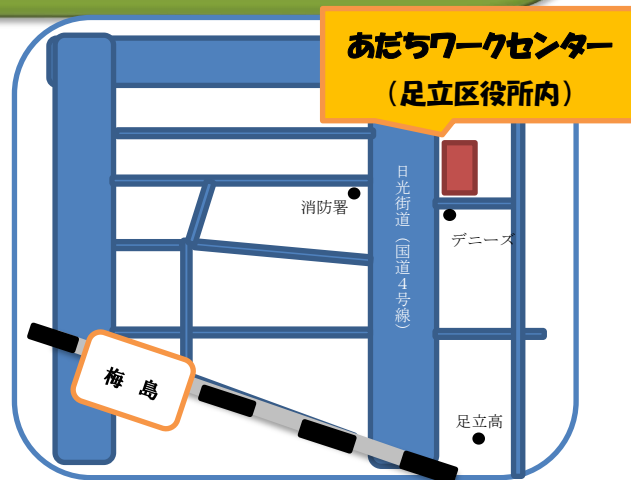 あだちワークセンター
（足立区役所内）
日光街道（国道４号線）
消防署
デニーズ
梅島
足立高